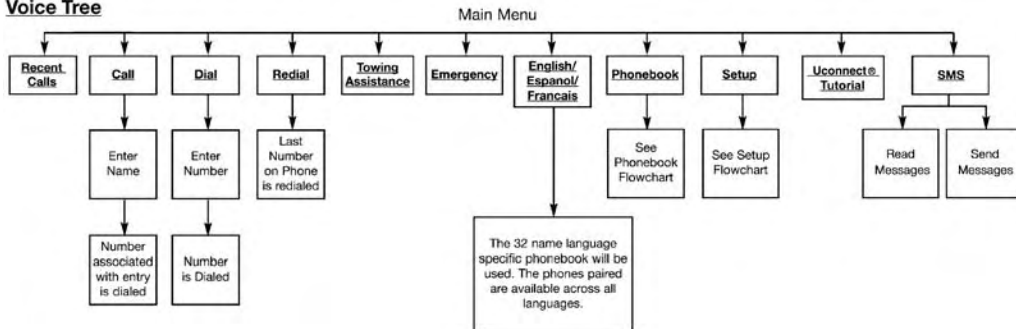 Voice Tree
Main Menu
Recent
Calls
Call
Dial
Redial
Towing
Assistance
Emergency
English/
Espanol/
Francais
Phonebook
Setup
Uconnect®
Tutorial
SMS
Enter
Name
Enter
Number
Last
Number
on Phone
is redialed
See
Phonebook
Flowchart
See Setup
Flowchart
Read
Messages
Send
Messages
Number
associated
with entry
is dialed
Number
is Dialed
The 32 name language
specific phonebook will be
used. The phones paired
are available across all
languages.